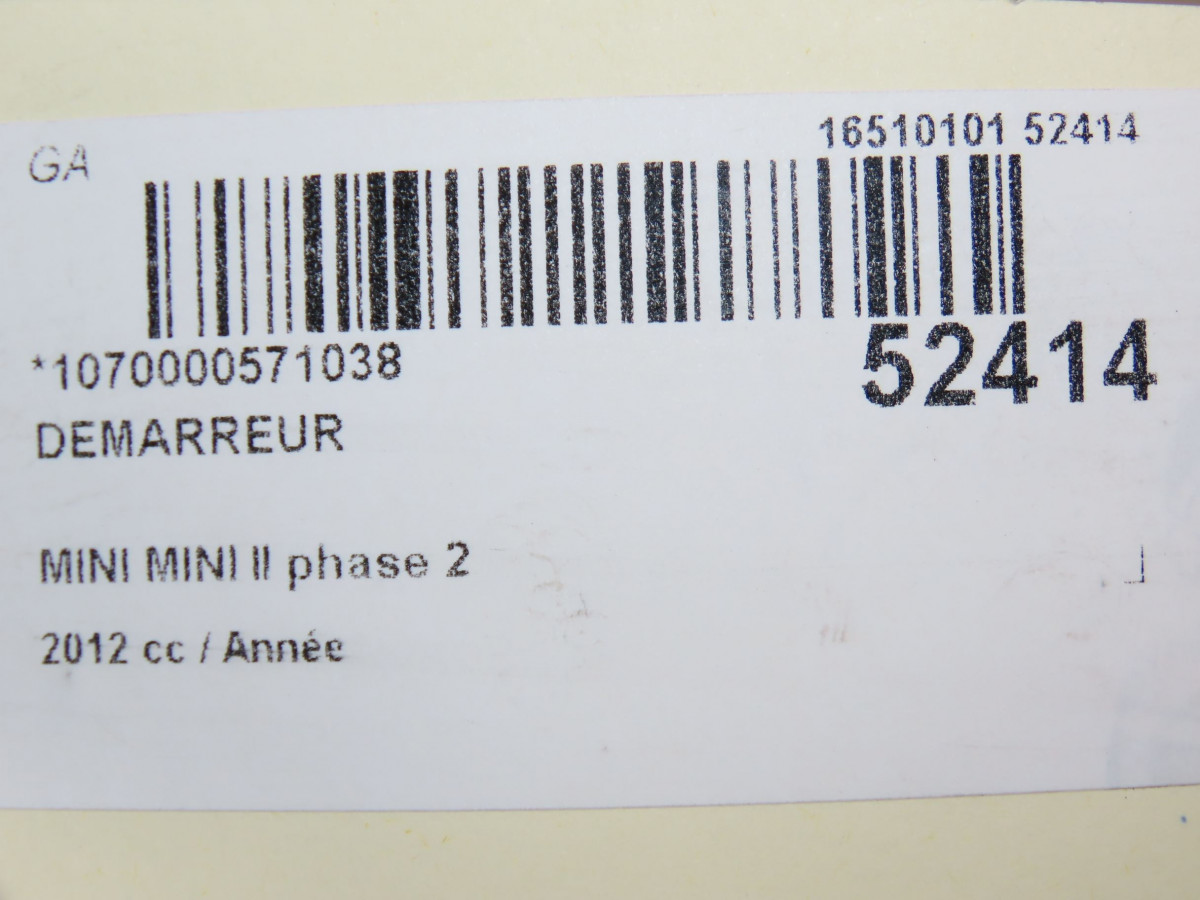 GA
16510101 52414
*1070000571038
52414
DEMARREUR
MINI MINI II phase 2
2012 cc / Année